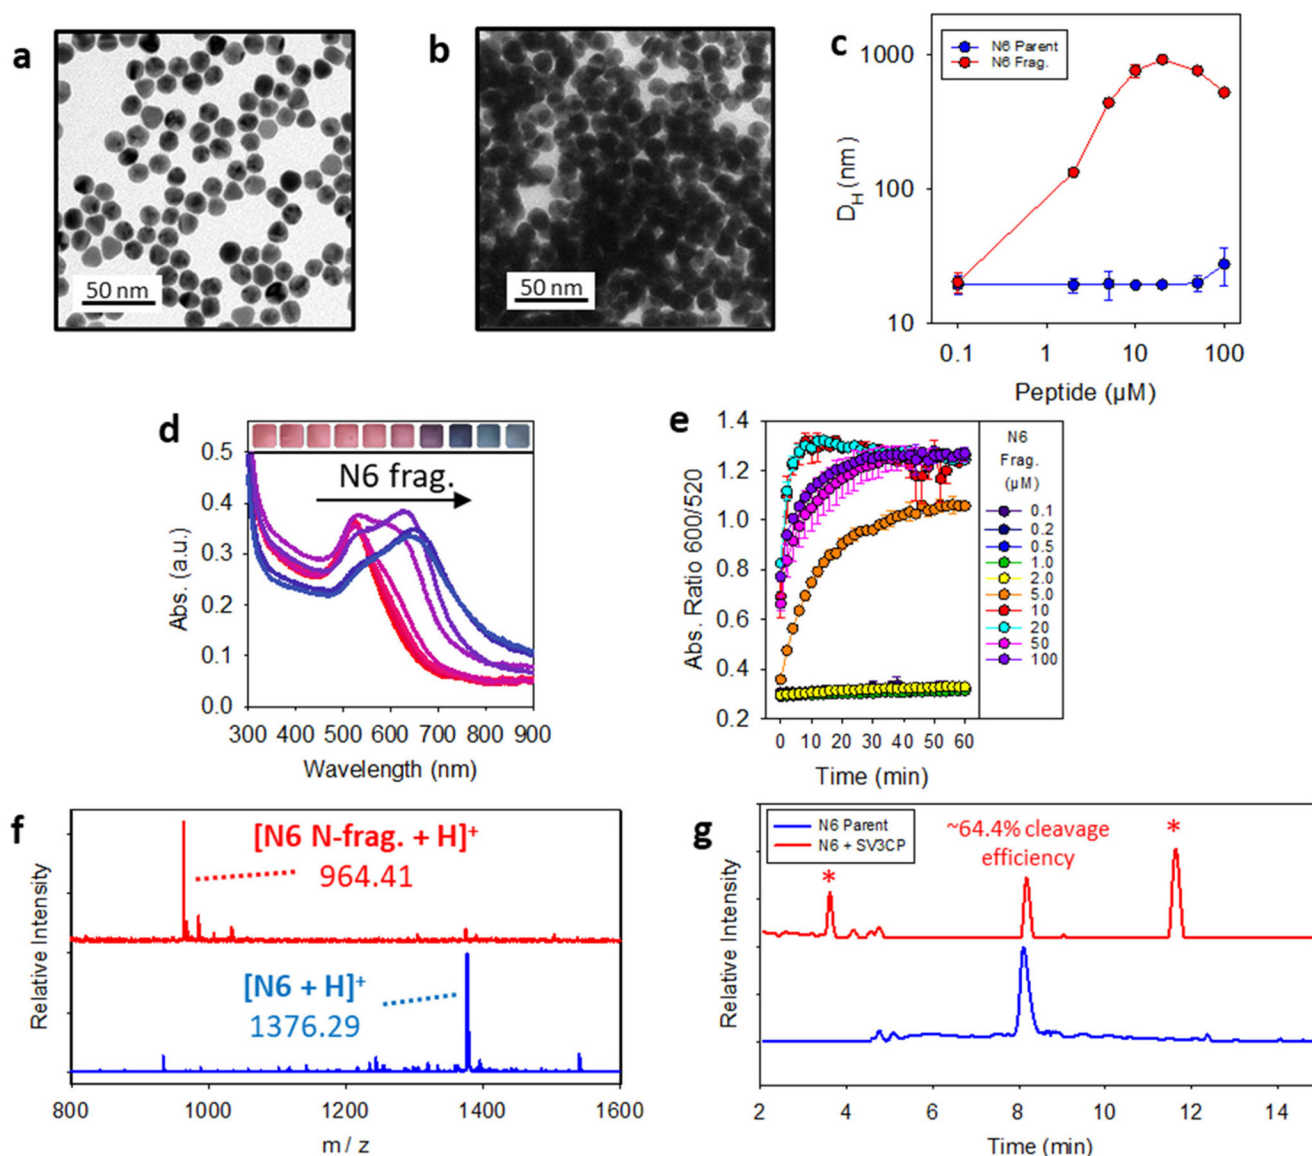 a
50 nm
b
50 nm
c
N6 Parent
N6 Frag.
1000
100
10
D_H (nm)
0.1 1 10 100
Peptide (µM)
d
N6 frag.
0.5
0.4
0.3
0.2
0.1
0.0
Abs. (a.u.)
300 400 500 600 700 800 900
Wavelength (nm)
e
1.4
1.2
1.0
0.8
0.6
0.4
0.2
Abs. Ratio 600/520
0 10 20 30 40 50 60
Time (min)
N6
Frag.
(µM)
0.1
0.2
0.5
1.0
2.0
5.0
10
20
50
100
f
[N6 N-frag. + H]⁺
964.41
[N6 + H]⁺
1376.29
Relative Intensity
800 1000 1200 1400 1600
m / z
g
N6 Parent
N6 + SV3CP
~64.4% cleavage
efficiency
*
*
Relative Intensity
2 4 6 8 10 12 14
Time (min)